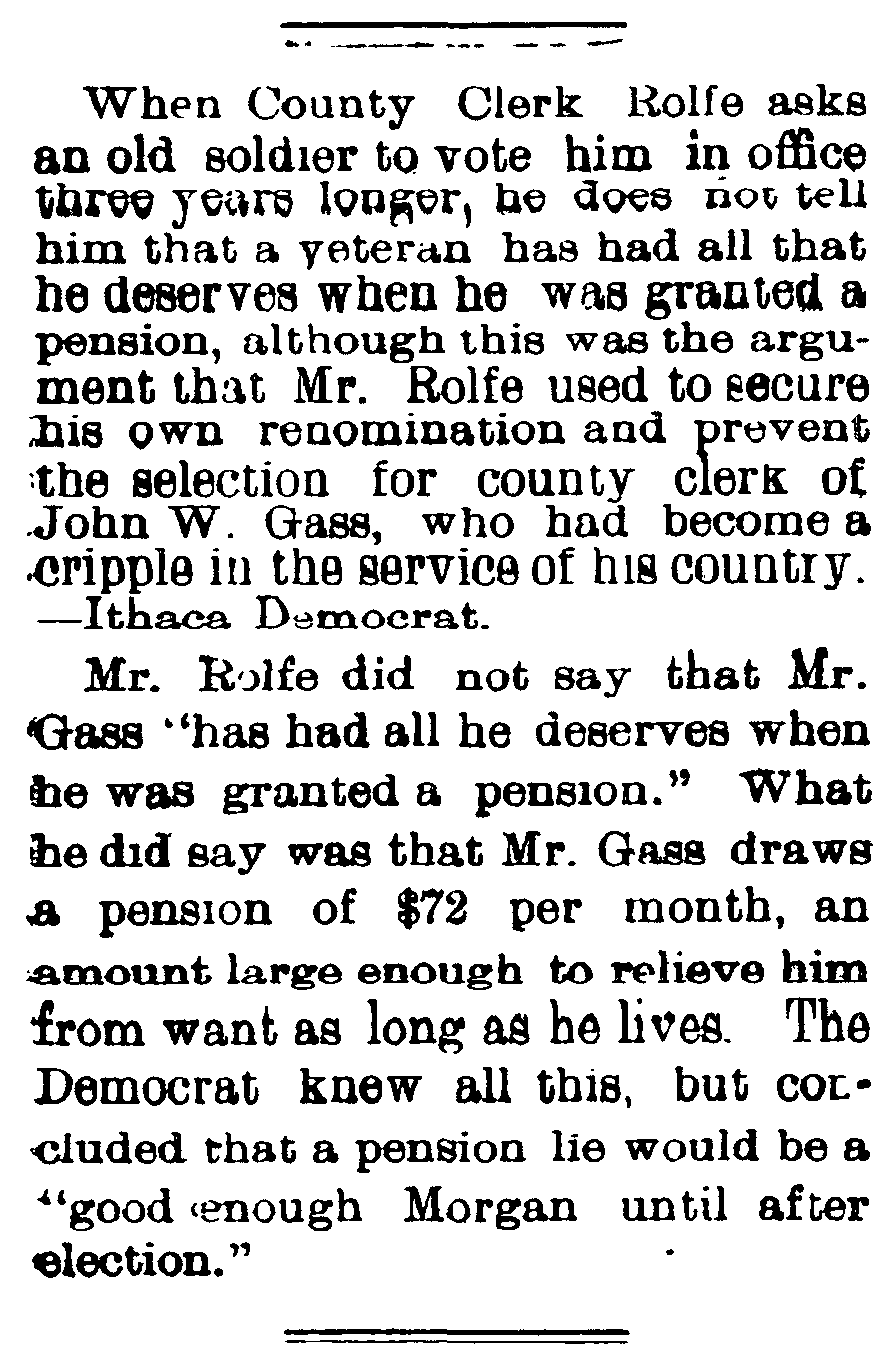 When County Clerk Rolfe asks
an old soldier to vote him in office
three years longer, he does not tell
him that a veteran has had all that
he deserves when he was granted a
pension, although this was the argu-
ment that Mr. Rolfe used to secure
his own renomination and prevent
the selection for county clerk of
John W. Gass, who had become a
cripple in the service of his country.
—Ithaca Democrat.
Mr. Rolfe did not say that Mr.
Gass "has had all he deserves when
he was granted a pension." What
he did say was that Mr. Gass draws
a pension of $72 per month, an
amount large enough to relieve him
from want as long as he lives. The
Democrat knew all this, but con-
cluded that a pension lie would be a
"good enough Morgan until after
election."